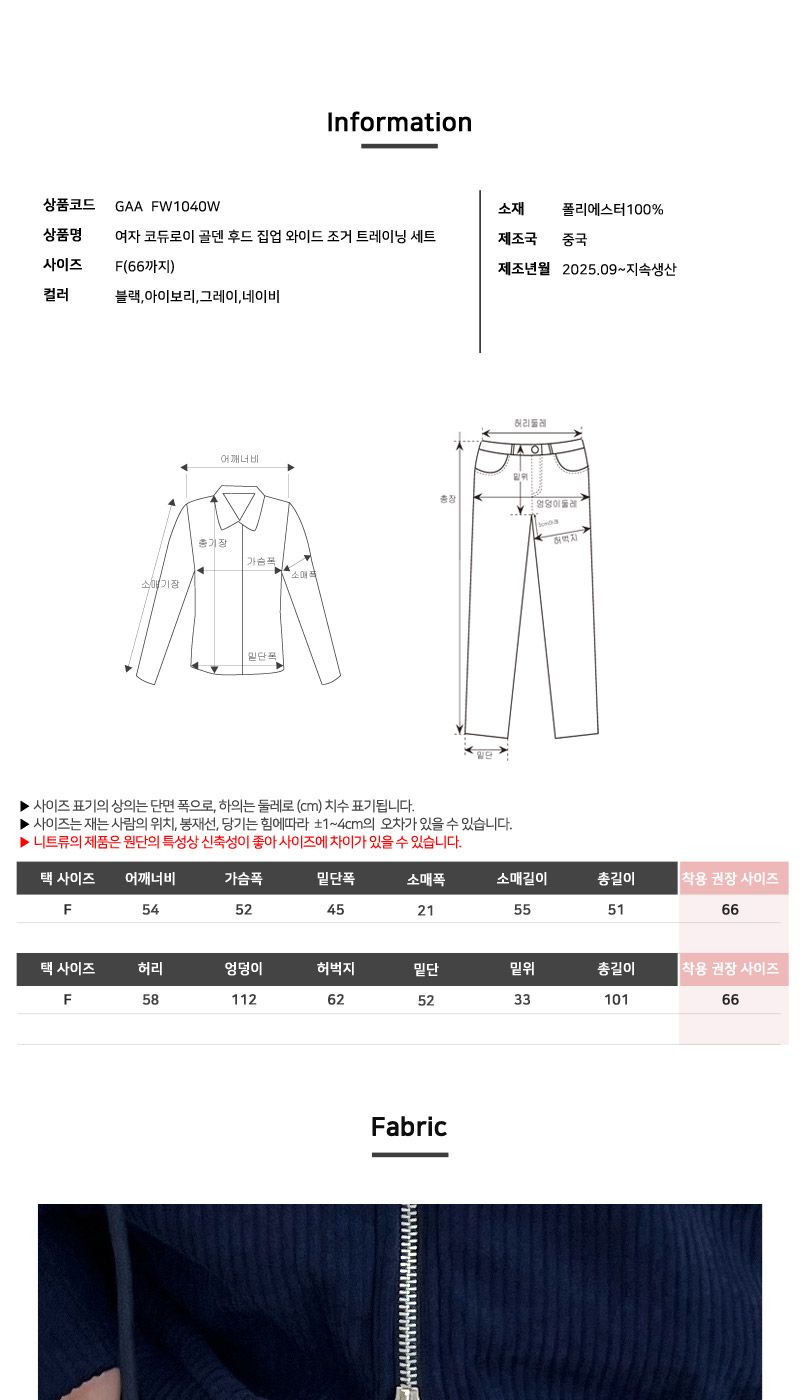 Information
상품코드 GAA FW1040W
상품명 여자 코듀로이 골덴 후드 집업 와이드 조거 트레이닝 세트
사이즈 F(66까지)
컬러 블랙,아이보리,그레이,네이비
소재 폴리에스터100%
제조국 중국
제조년월 2025.09~지속생산
어깨너비
총기장
가슴폭
소매폭
소매기장
밑단폭
허리둘레
밑위
총장
엉덩이둘레
허벅지
밑단
▶ 사이즈 표기의 상의는 단면 폭으로, 하의는 둘레로 (cm) 치수 표기됩니다.
▶ 사이즈는 재는 사람의 위치, 봉재선, 당기는 힘에따라 ±1~4cm의 오차가 있을 수 있습니다.
▶ 니트류의 제품은 원단의 특성상 신축성이 좋아 사이즈에 차이가 있을 수 있습니다.
택 사이즈 어깨너비 가슴폭 밑단폭 소매폭 소매길이 총길이 착용 권장 사이즈
F 54 52 45 21 55 51 66
택 사이즈 허리 엉덩이 허벅지 밑단 밑위 총길이 착용 권장 사이즈
F 58 112 62 52 33 101 66
Fabric